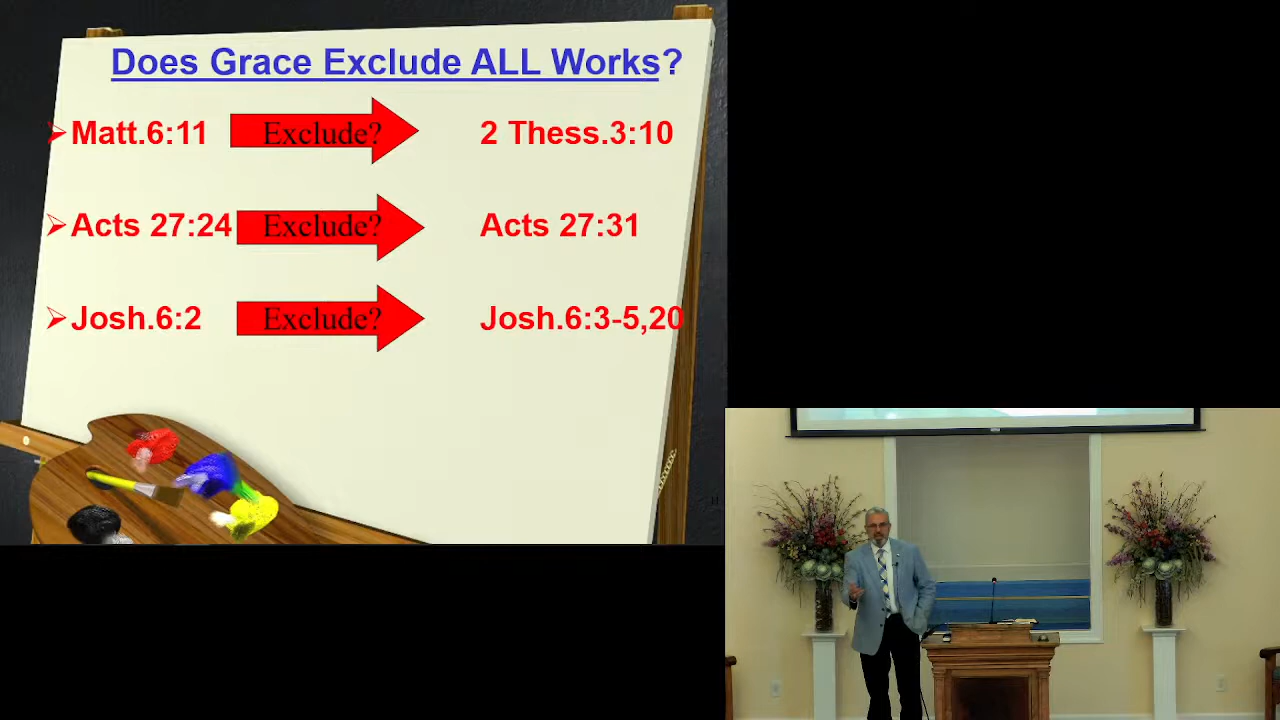 Does Grace Exclude ALL Works?
➢Matt.6:11 Exclude? 2 Thess.3:10
➢Acts 27:24 Exclude? Acts 27:31
➢Josh.6:2 Exclude? Josh.6:3-5,20